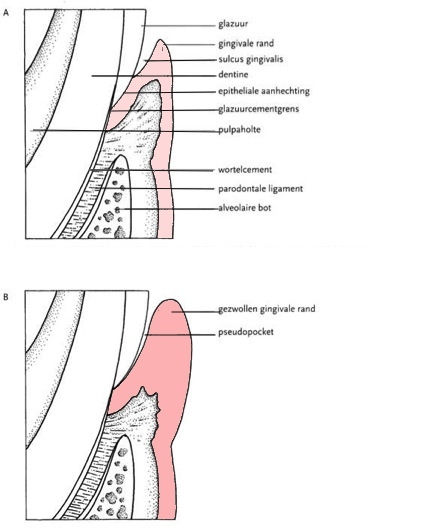 A
glazuur
gingivale rand
sulcus gingivalis
dentine
epitheliale aanhechting
glazuurcementgrens
pulpaholte
wortelcement
parodontale ligament
alveolaire bot
B
gezwollen gingivale rand
pseudopocket